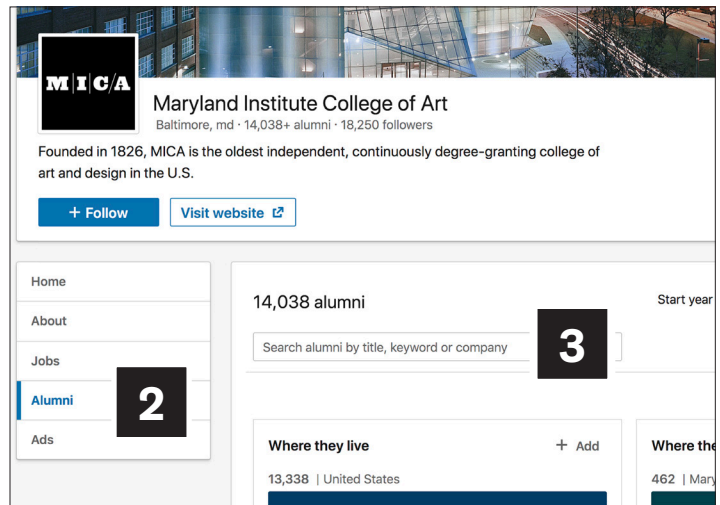 M|I|C/A
Maryland Institute College of Art
Baltimore, md · 14,038+ alumni · 18,250 followers
Founded in 1826, MICA is the oldest independent, continuously degree-granting college of
art and design in the U.S.
+ Follow
Visit website
Home
About
Jobs
Alumni
Ads
2
14,038 alumni
Start year
Search alumni by title, keyword or company
3
Where they live
+ Add
13,338 | United States
Where the
462 | Mary